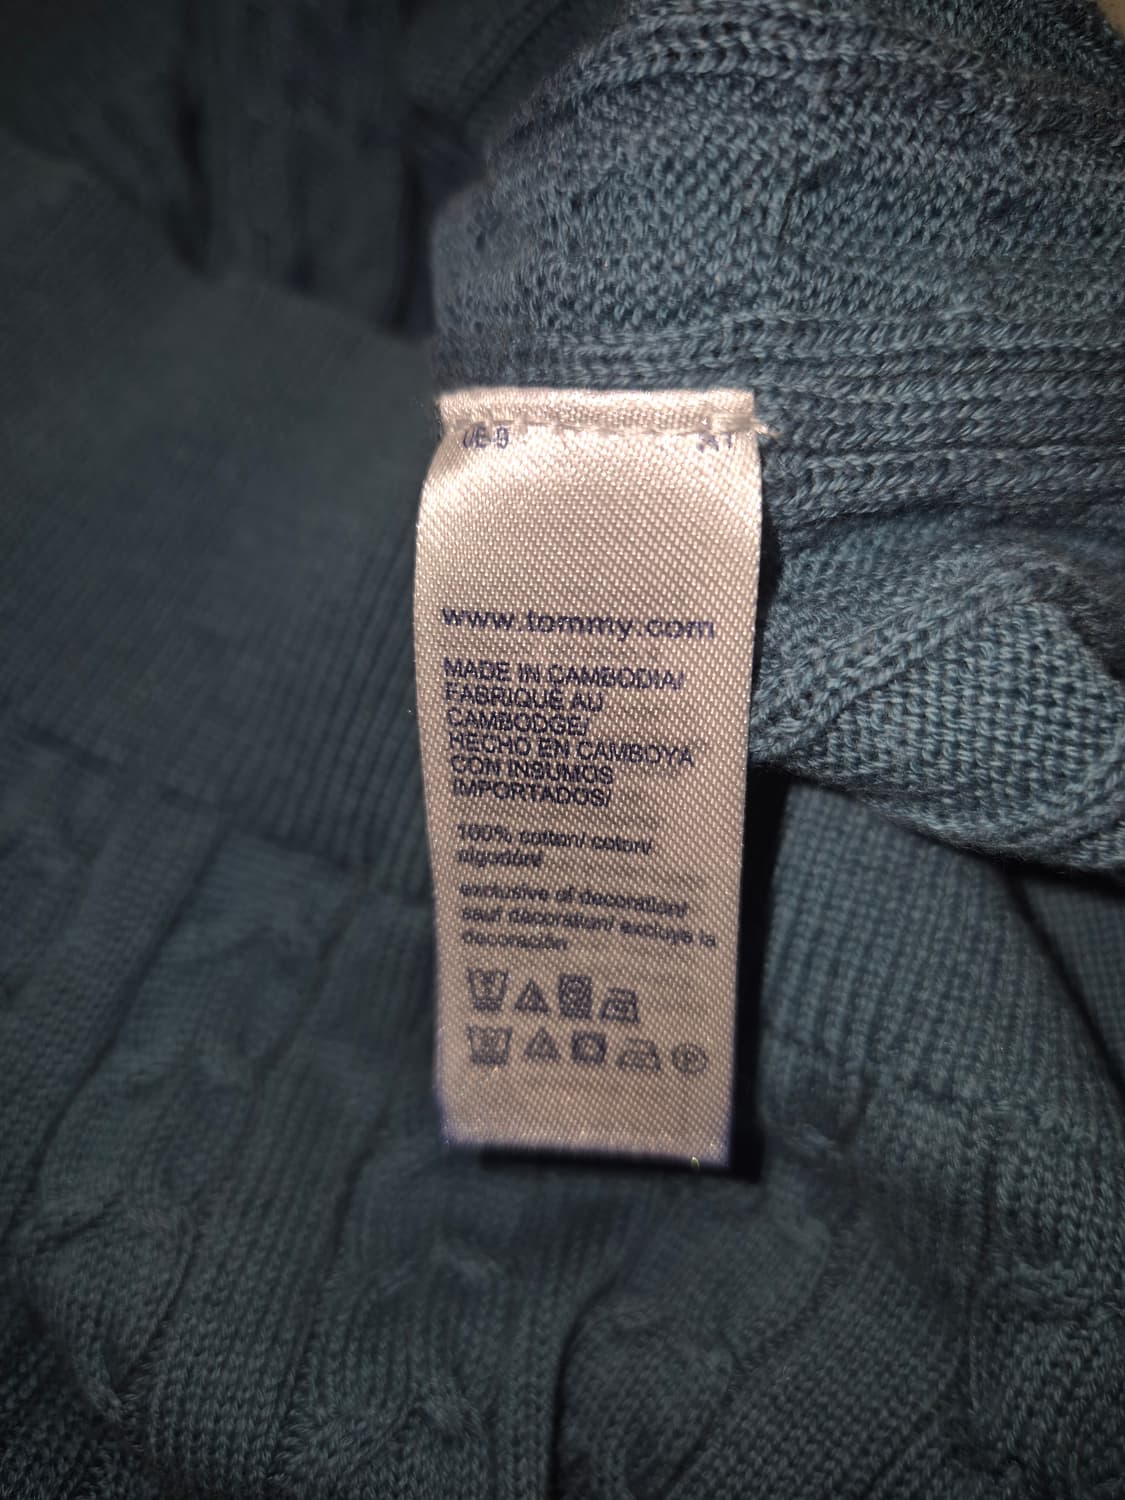 www.tommy.com
MADE IN CAMBODIA/
FABRIQUÉ AU
CAMBODGE/
HECHO EN CAMBOYA
CON INSUMOS
IMPORTADOS/
100% cotton/ coton/
algodón/
exclusive of decoration/
sauf décoration/ excluye la
decoración